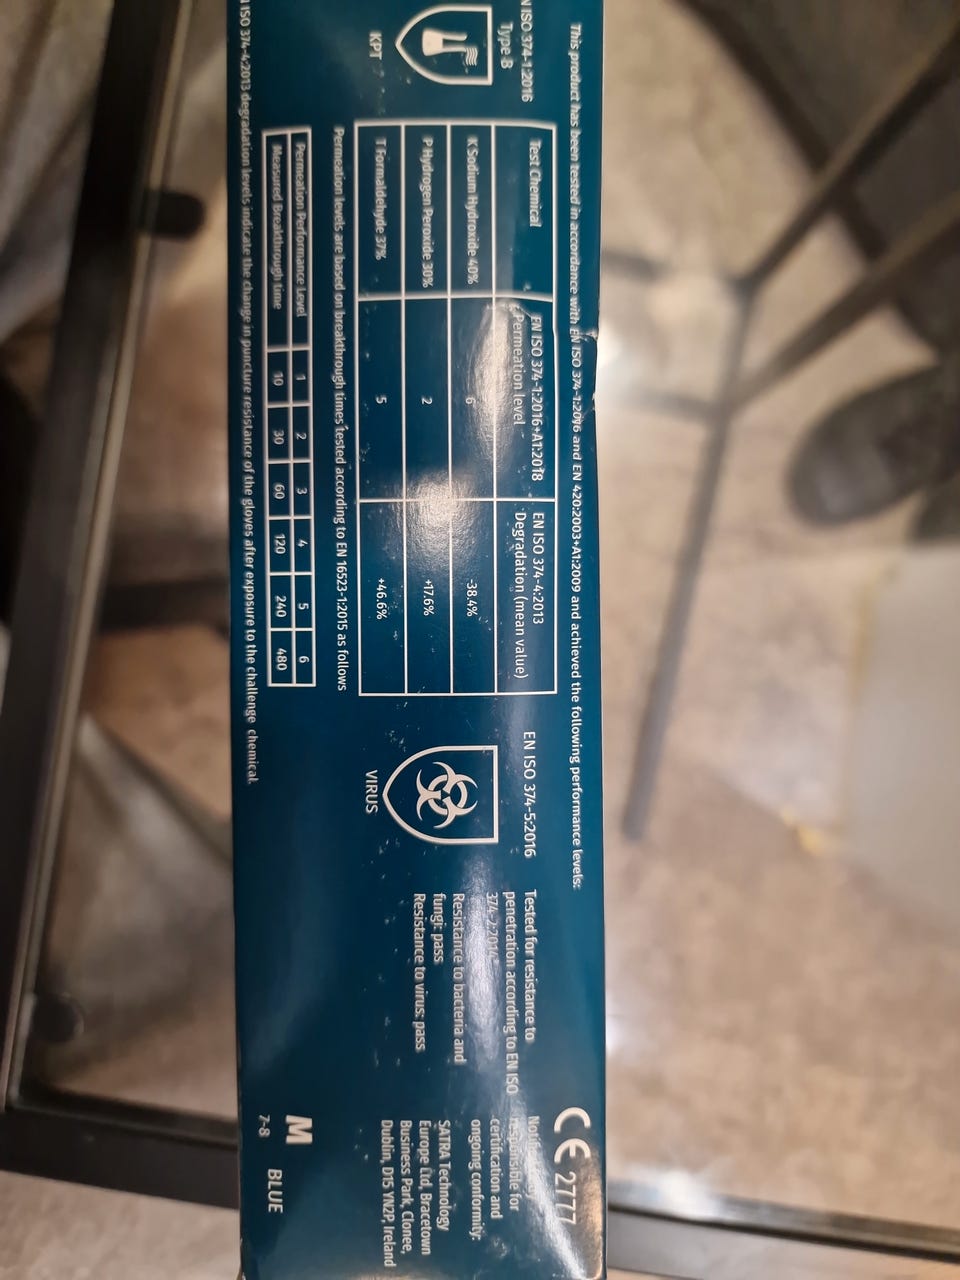 This product has been tested in accordance with EN ISO 374-1:2016 and EN 420:2003+A1:2009 and achieved the following performance levels:
N ISO 374-1:2016
Type B
KPT
Test Chemical
EN ISO 374-1:2016+A1:2018
Permeation level
EN ISO 374-4:2013
Degradation (mean value)
K Sodium Hydroxide 40% 6 -38.4%
P Hydrogen Peroxide 30% 2 +17.6%
T Formaldehyde 37% 5 +46.6%
Permeation levels are based on breakthrough times tested according to EN 16523-1:2015 as follows
Permeation Performance Level 1 2 3 4 5 6
Measured Breakthrough time 10 30 60 120 240 480
ISO 374-4:2013 degradation levels indicate the change in puncture resistance of the gloves after exposure to the challenge chemical.
EN ISO 374-5:2016
VIRUS
Tested for resistance to
penetration according to EN ISO
Resistance to bacteria and
fungi: pass
Resistance to virus: pass
CE 2777
responsible for
certification and
ongoing conformity:
SATRA Technology
Europe Ltd, Bracetown
Business Park, Clonee,
Dublin, D15 YN2P, Ireland
M
7-8
BLUE